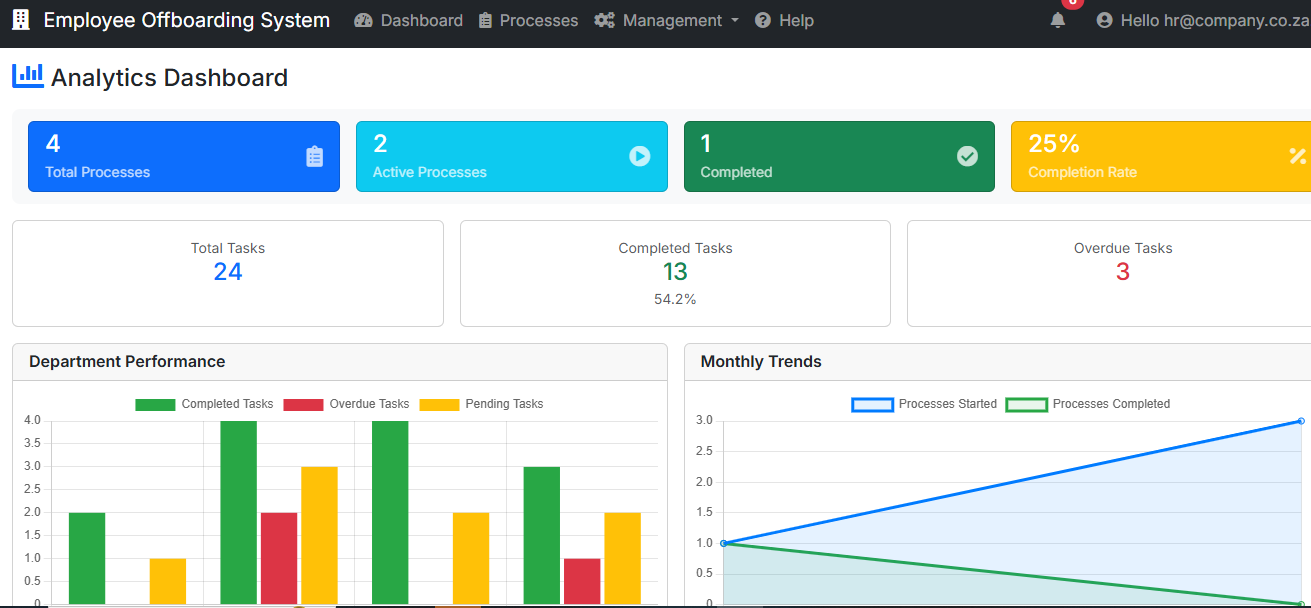 Employee Offboarding System Dashboard Processes Management Help Hello hr@company.co.za
Analytics Dashboard
4
Total Processes
2
Active Processes
1
Completed
25%
Completion Rate
Total Tasks
24
Completed Tasks
13
54.2%
Overdue Tasks
3
Department Performance
Completed Tasks Overdue Tasks Pending Tasks
4.0
3.5
3.0
2.5
2.0
1.5
1.0
0.5
0
Monthly Trends
Processes Started Processes Completed
3.0
2.5
2.0
1.5
1.0
0.5
0